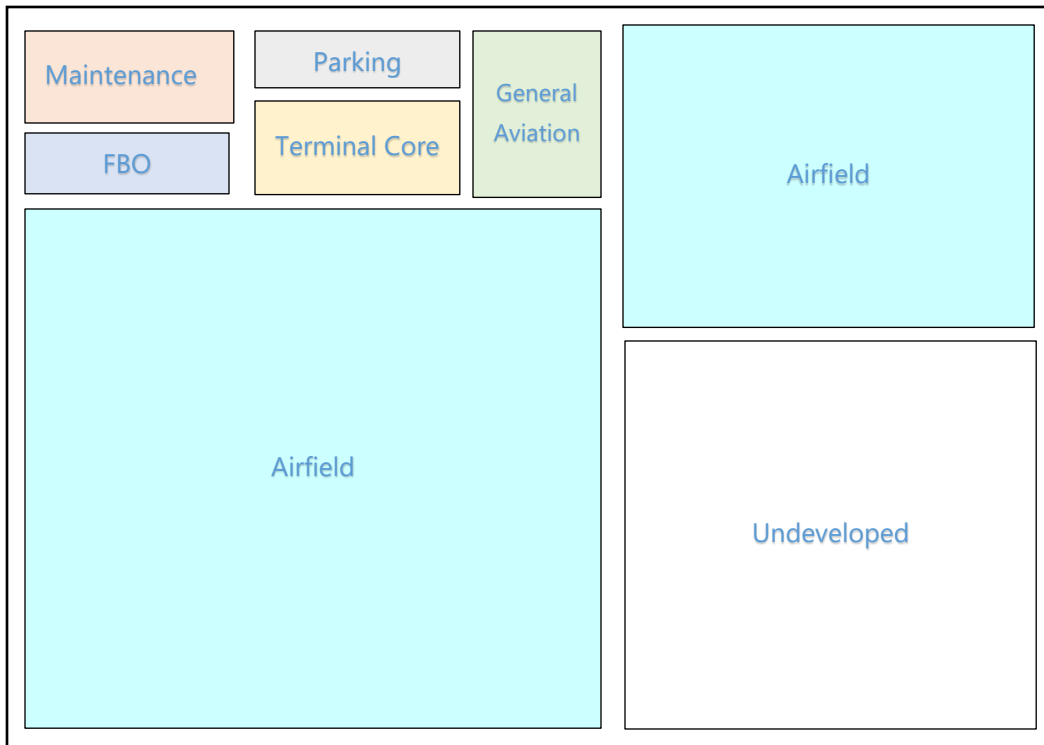 Maintenance
FBO
Parking
Terminal Core
General
Aviation
Airfield
Airfield
Undeveloped